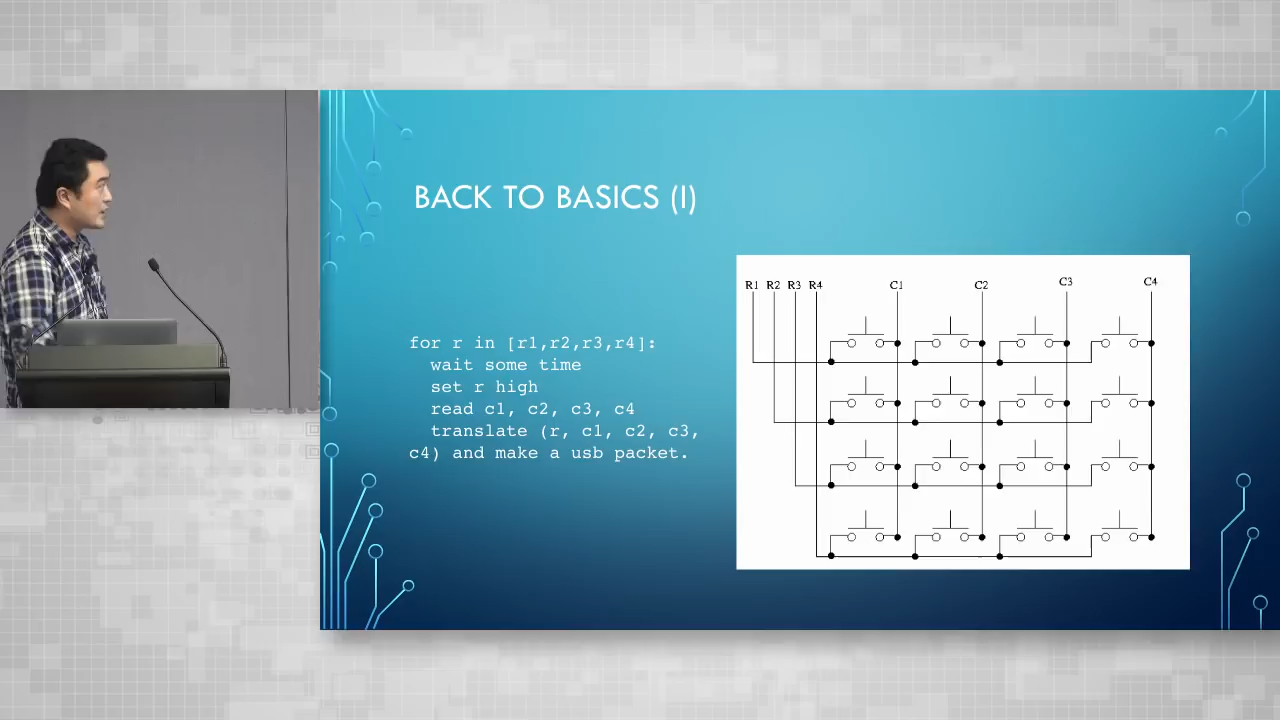 BACK TO BASICS (I)
for r in [r1,r2,r3,r4]:
wait some time
set r high
read c1, c2, c3, c4
translate (r, c1, c2, c3,
c4) and make a usb packet.
R1 R2 R3 R4 C1 C2 C3 C4